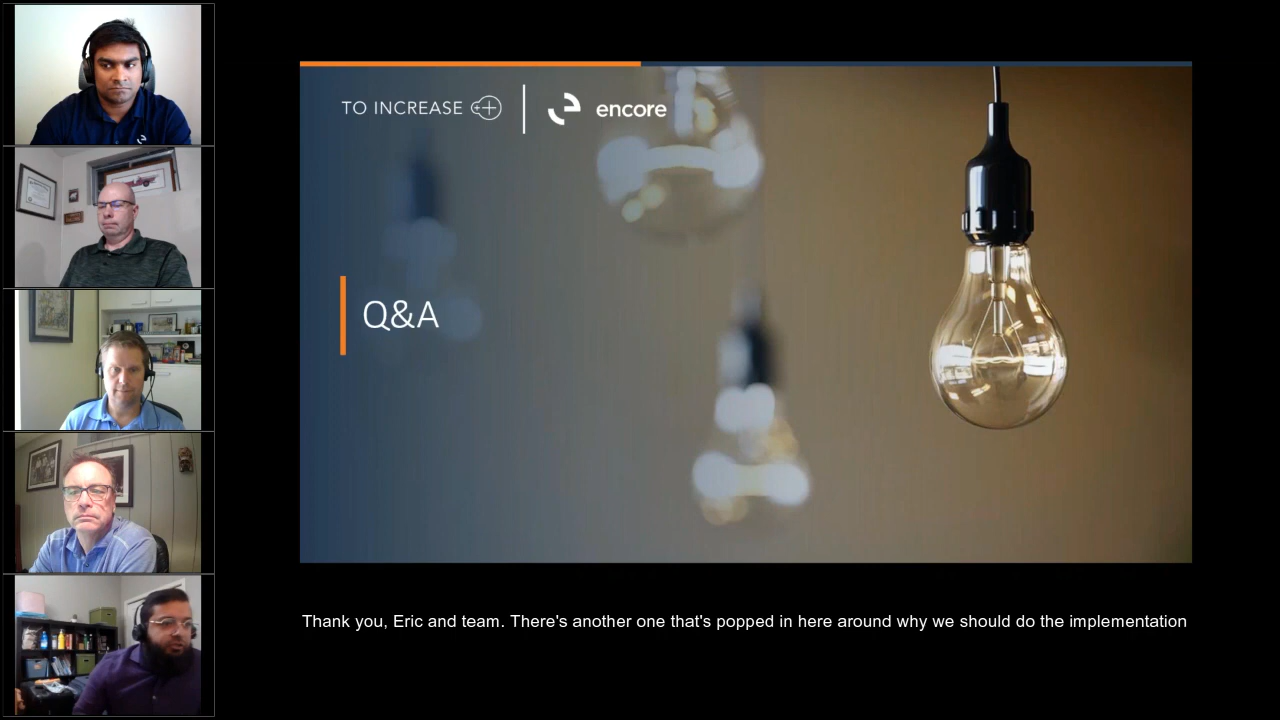 TO INCREASE
encore
Q&A
Thank you, Eric and team. There's another one that's popped in here around why we should do the implementation